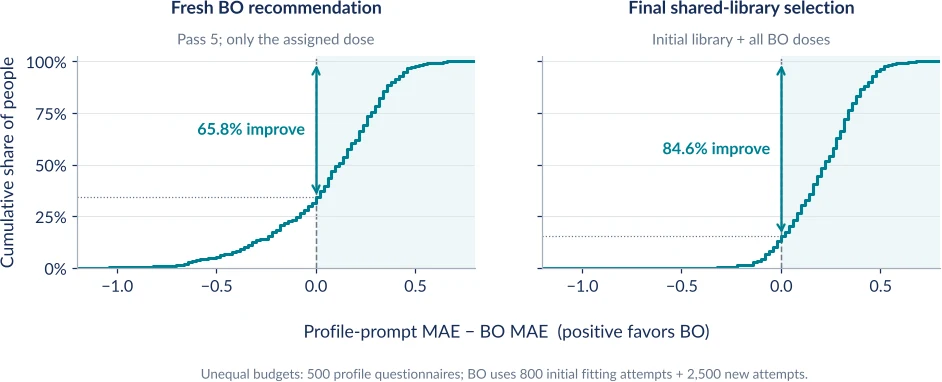 Fresh BO recommendation
Pass 5; only the assigned dose
Final shared-library selection
Initial library + all BO doses
Cumulative share of people
100%
75%
50%
25%
0%
65.8% improve
84.6% improve
−1.0
−0.5
0.0
0.5
−1.0
−0.5
0.0
0.5
Profile-prompt MAE − BO MAE (positive favors BO)
Unequal budgets: 500 profile questionnaires; BO uses 800 initial fitting attempts + 2,500 new attempts.